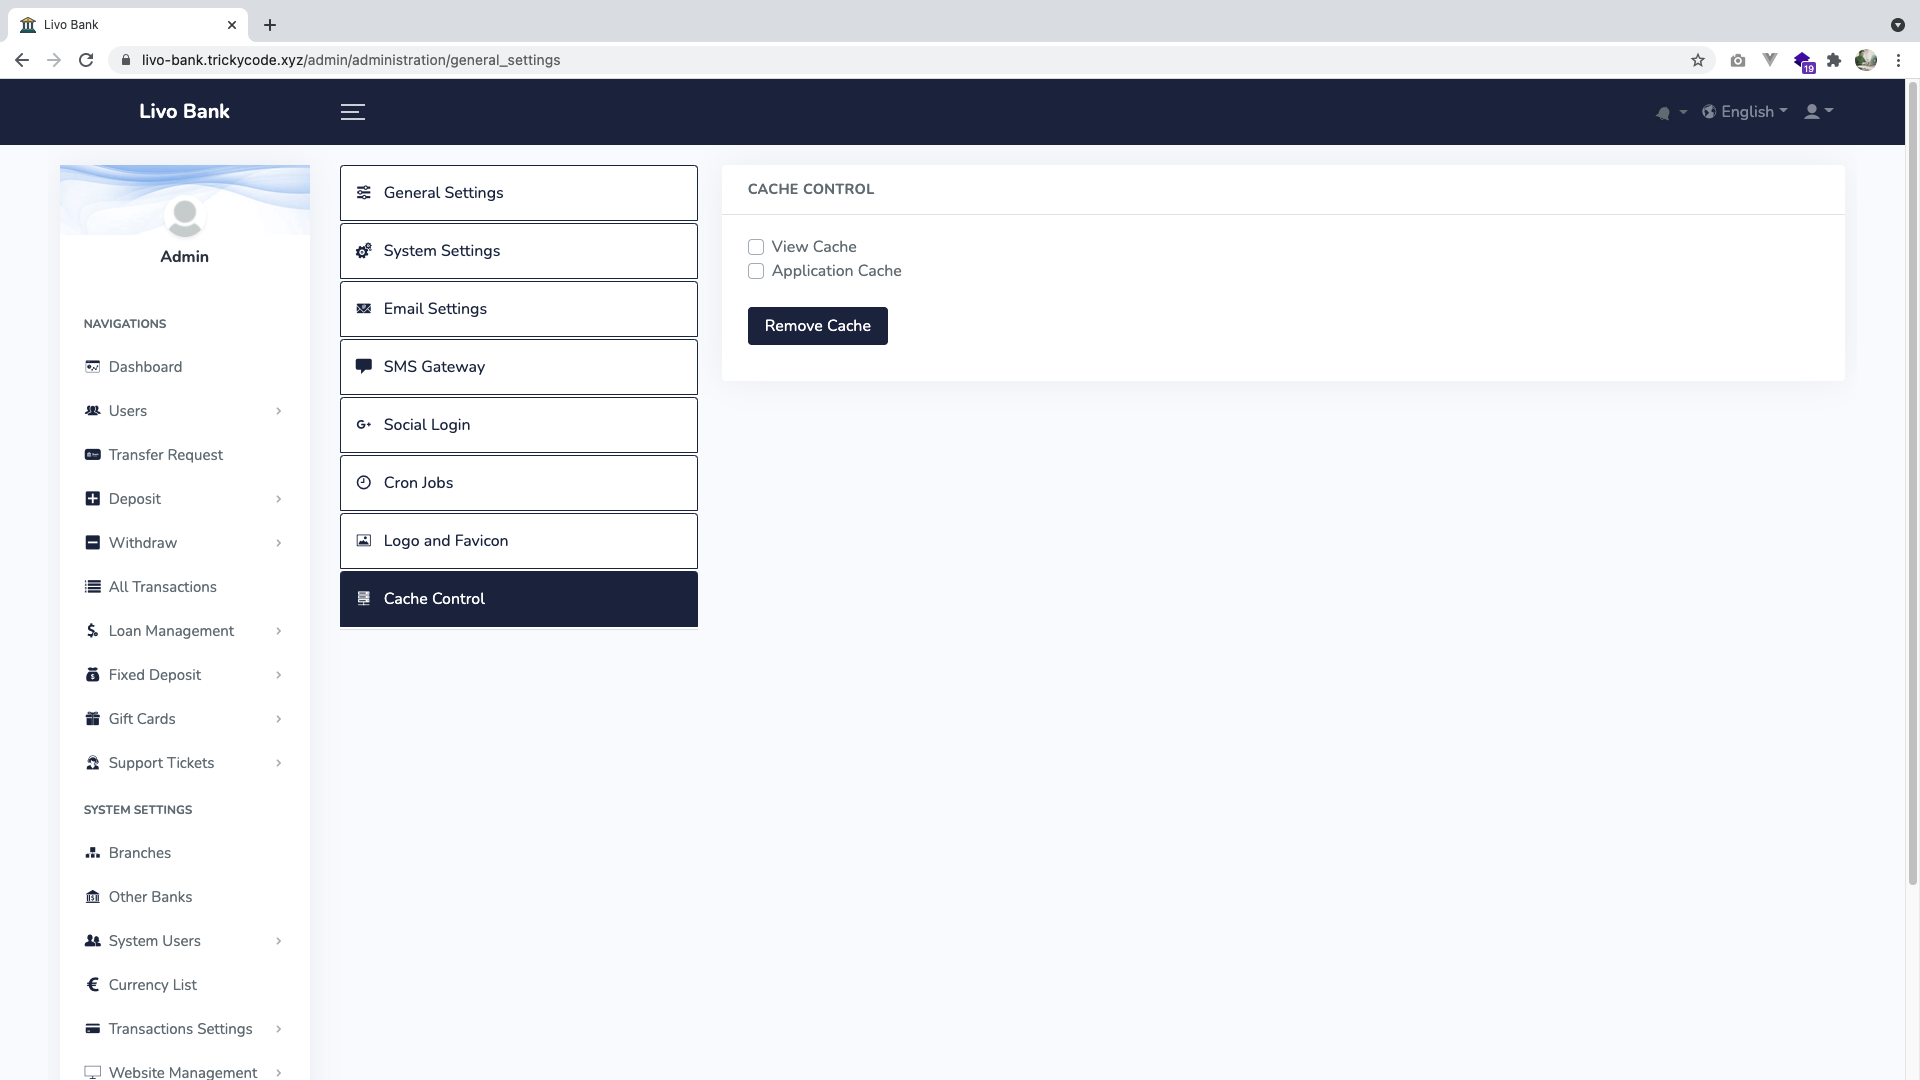 Livo Bank
livo-bank.trickycode.xyz/admin/administration/general_settings
19
Livo Bank
English
Admin
NAVIGATIONS
Dashboard
Users
Transfer Request
Deposit
Withdraw
All Transactions
Loan Management
Fixed Deposit
Gift Cards
Support Tickets
SYSTEM SETTINGS
Branches
Other Banks
System Users
Currency List
Transactions Settings
Website Management
General Settings
System Settings
Email Settings
SMS Gateway
Social Login
Cron Jobs
Logo and Favicon
Cache Control
CACHE CONTROL
View Cache
Application Cache
Remove Cache